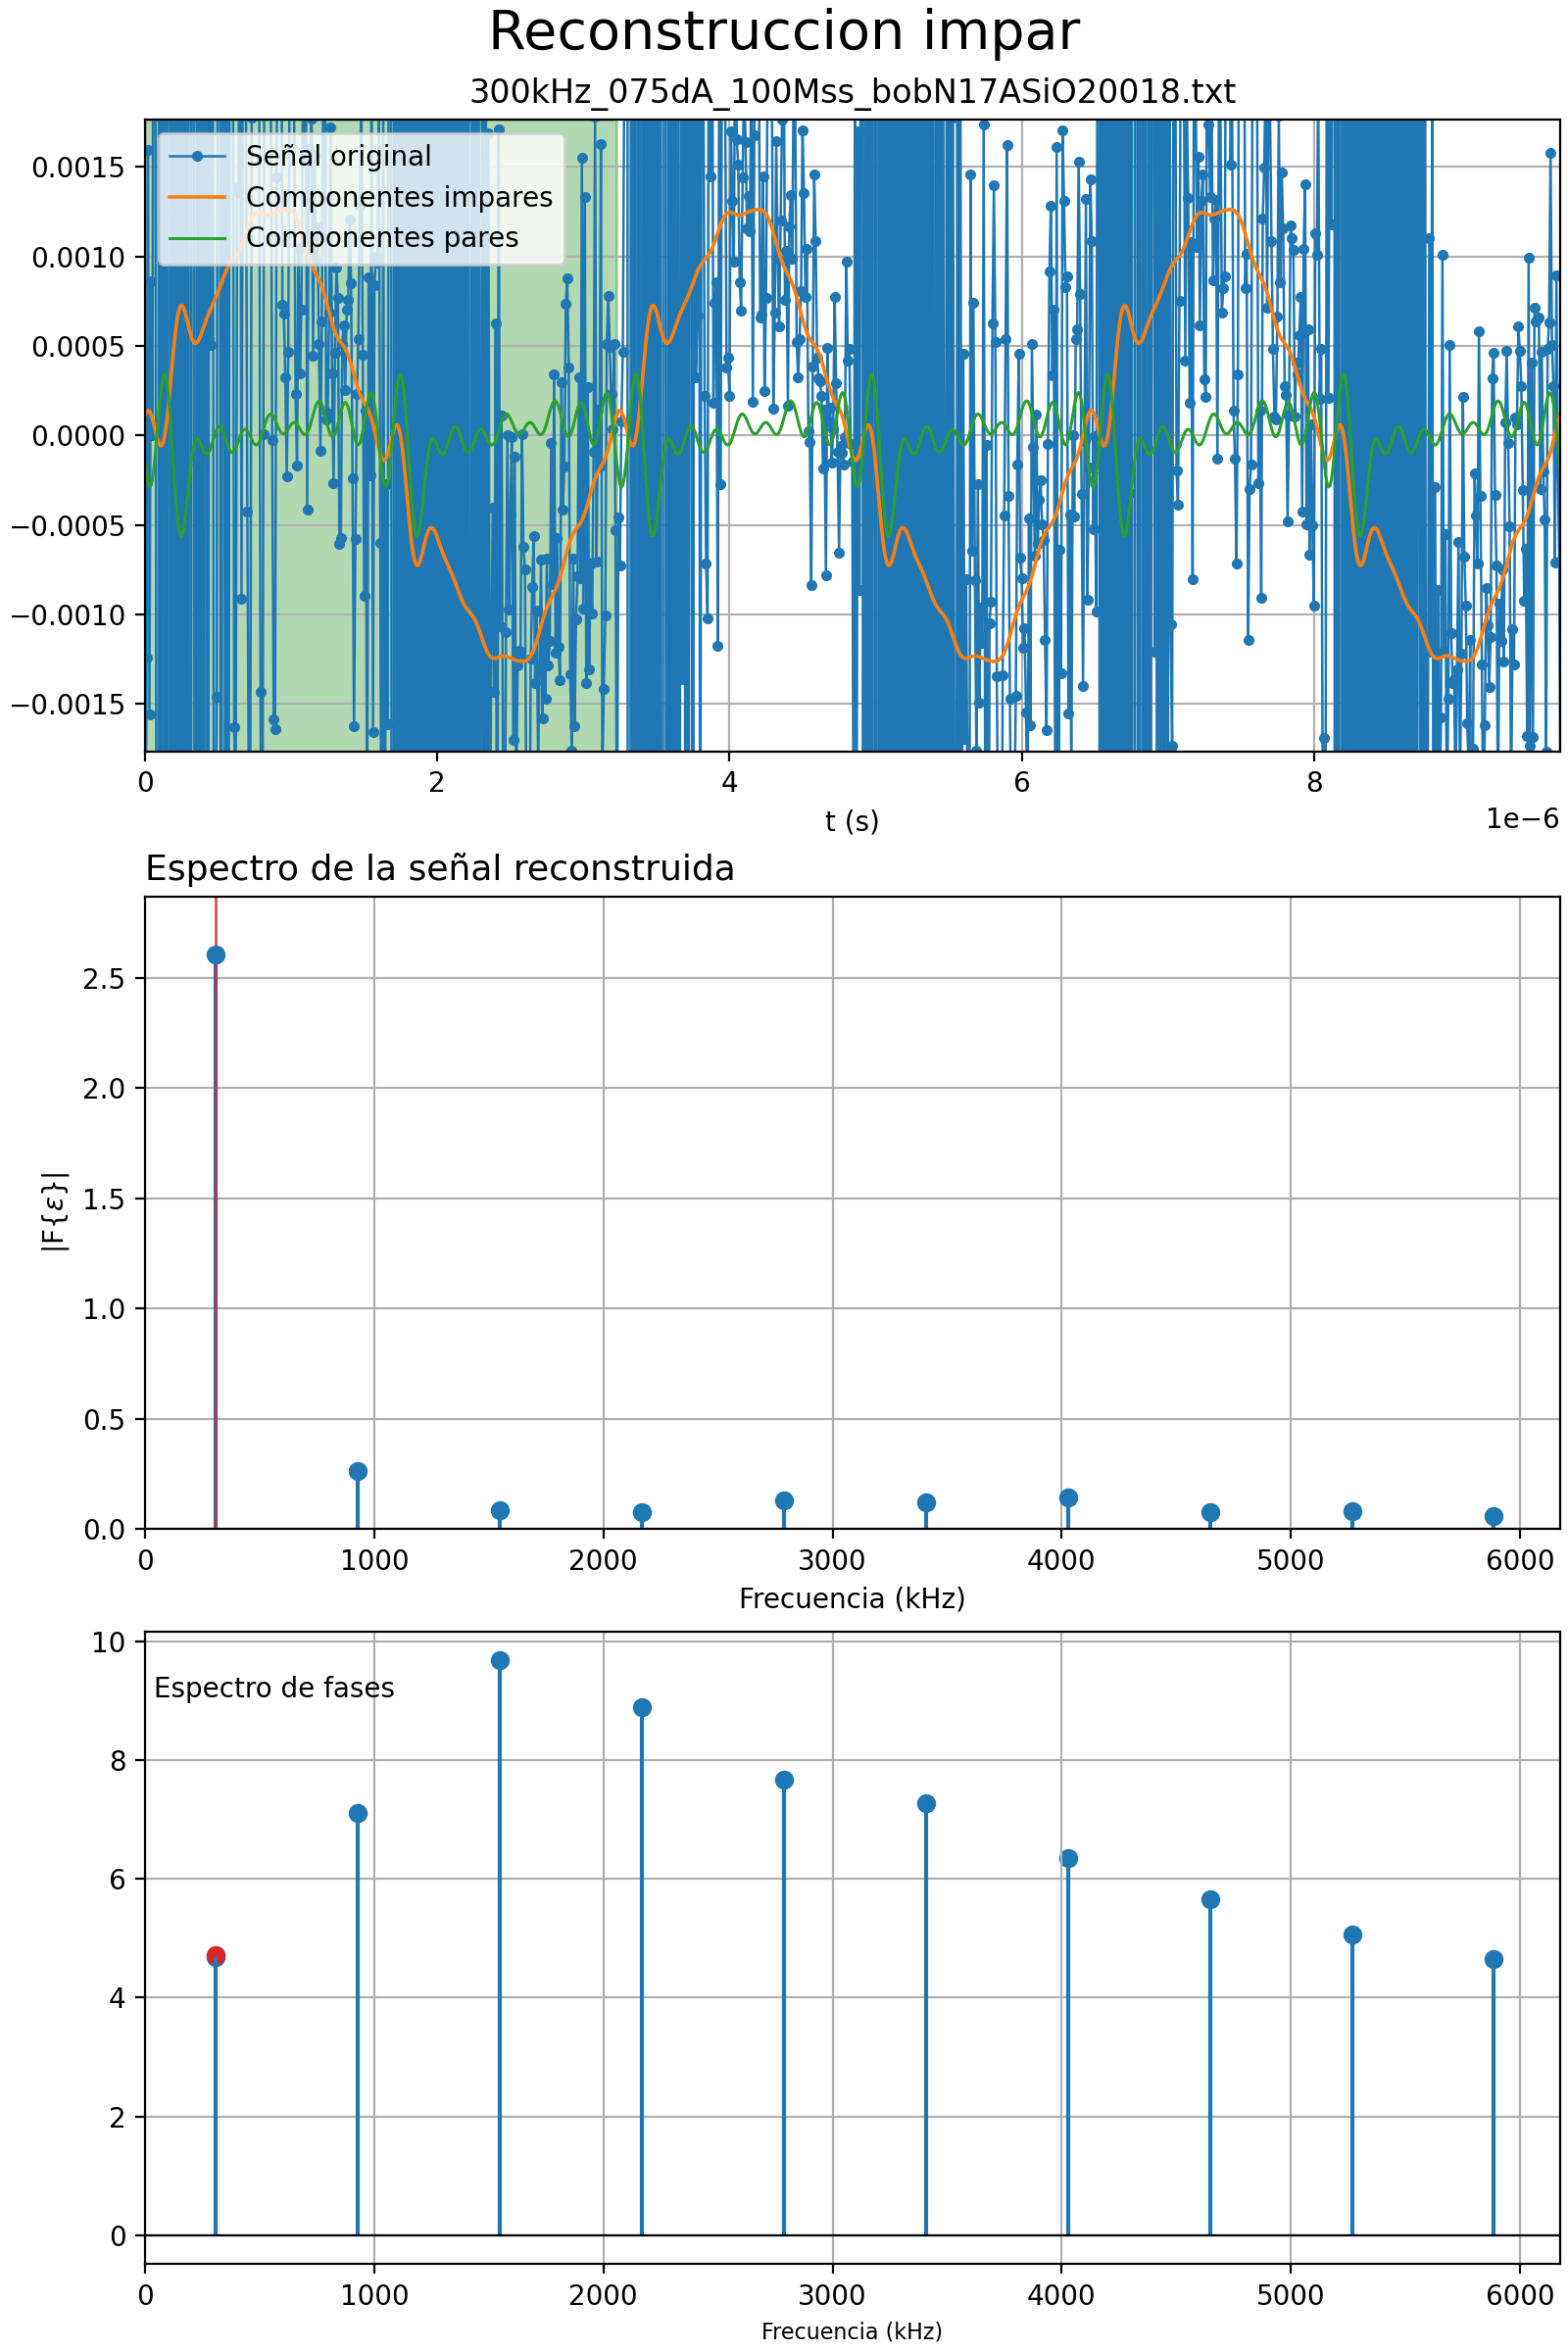 Reconstruccion impar
300kHz_075dA_100Mss_bobN17ASiO20018.txt
Señal original
Componentes impares
Componentes pares
0.0015
0.0010
0.0005
0.0000
−0.0005
−0.0010
−0.0015
0 2 4 6 8
t (s)
1e−6
Espectro de la señal reconstruida
2.5
2.0
1.5
1.0
0.5
0.0
|F{ε}|
0 1000 2000 3000 4000 5000 6000
Frecuencia (kHz)
Espectro de fases
10
8
6
4
2
0
0 1000 2000 3000 4000 5000 6000
Frecuencia (kHz)